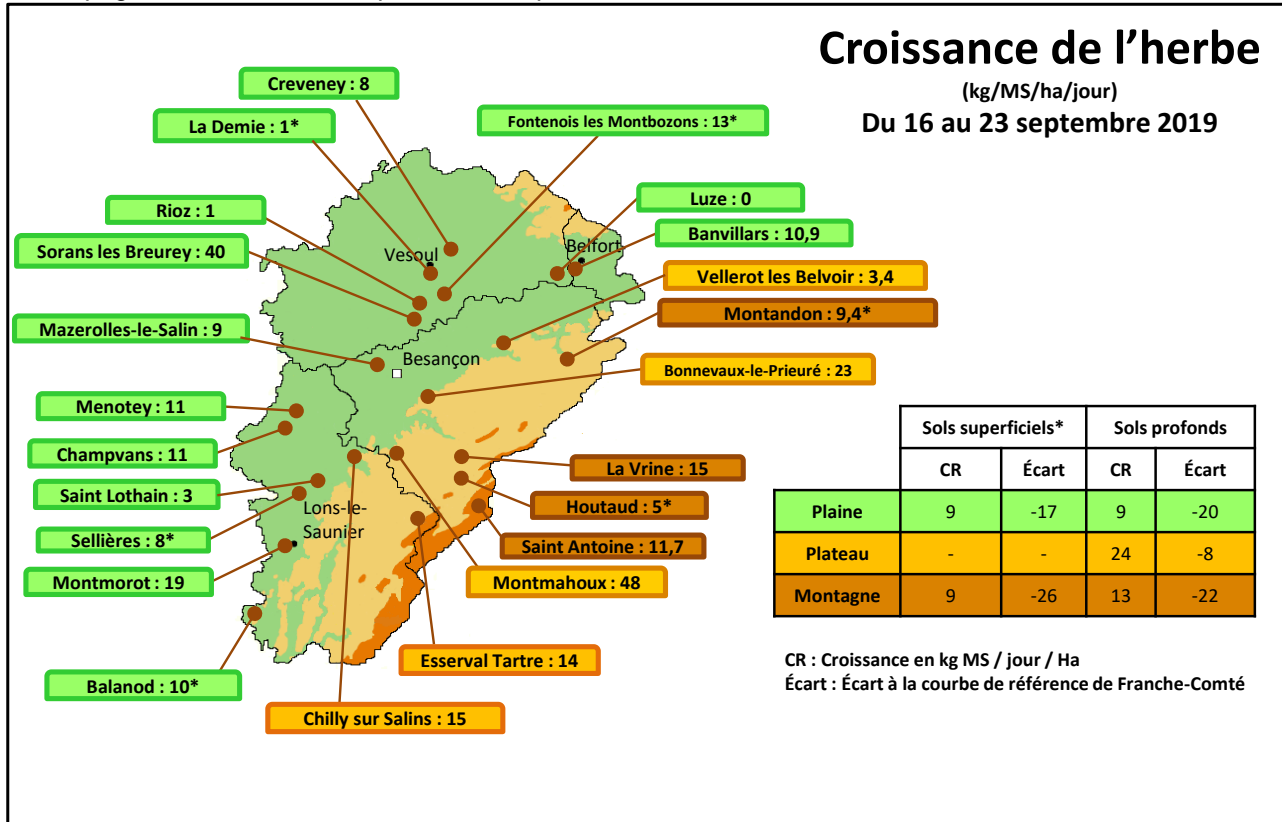 Croissance de l’herbe
(kg/MS/ha/jour)
Du 16 au 23 septembre 2019
Creveney : 8
La Demie : 1*
Fontenois les Montbozons : 13*
Rioz : 1
Luze : 0
Sorans les Breurey : 40
Banvillars : 10,9
Vesoul
Belfort
Vellerot les Belvoir : 3,4
Montandon : 9,4*
Mazerolles-le-Salin : 9
Besançon
Bonnevaux-le-Prieuré : 23
Menotey : 11
Champvans : 11
La Vrine : 15
Saint Lothain : 3
Houtaud : 5*
Lons-le-
Saunier
Sellières : 8*
Saint Antoine : 11,7
Montmorot : 19
Montmahoux : 48
Esserval Tartre : 14
Balanod : 10*
Chilly sur Salins : 15
Sols superficiels* Sols profonds
CR Écart CR Écart
Plaine 9 -17 9 -20
Plateau - - 24 -8
Montagne 9 -26 13 -22
CR : Croissance en kg MS / jour / Ha
Écart : Écart à la courbe de référence de Franche-Comté